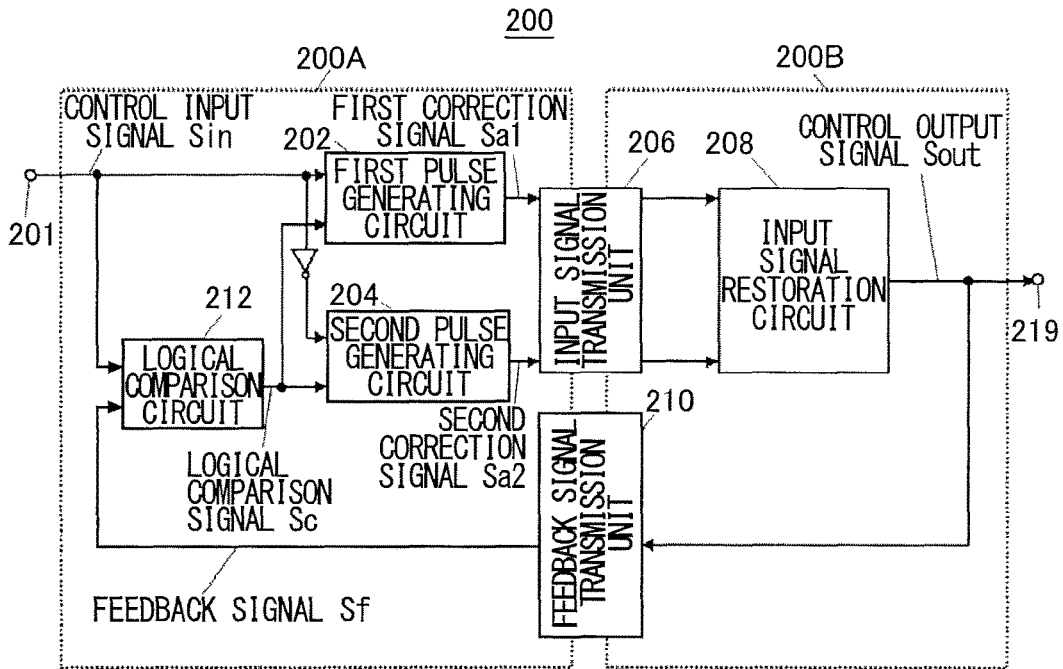 200
200A
200B
CONTROL INPUT
SIGNAL Sin
FIRST CORRECTION
SIGNAL Sa1
CONTROL OUTPUT
SIGNAL Sout
202
206
208
201
FIRST PULSE
GENERATING
CIRCUIT
INPUT SIGNAL
TRANSMISSION
UNIT
INPUT
SIGNAL
RESTORATION
CIRCUIT
219
204
212
SECOND PULSE
GENERATING
CIRCUIT
LOGICAL
COMPARISON
CIRCUIT
210
SECOND
CORRECTION
SIGNAL Sa2
LOGICAL
COMPARISON
SIGNAL Sc
FEEDBACK SIGNAL
TRANSMISSION
UNIT
FEEDBACK SIGNAL Sf